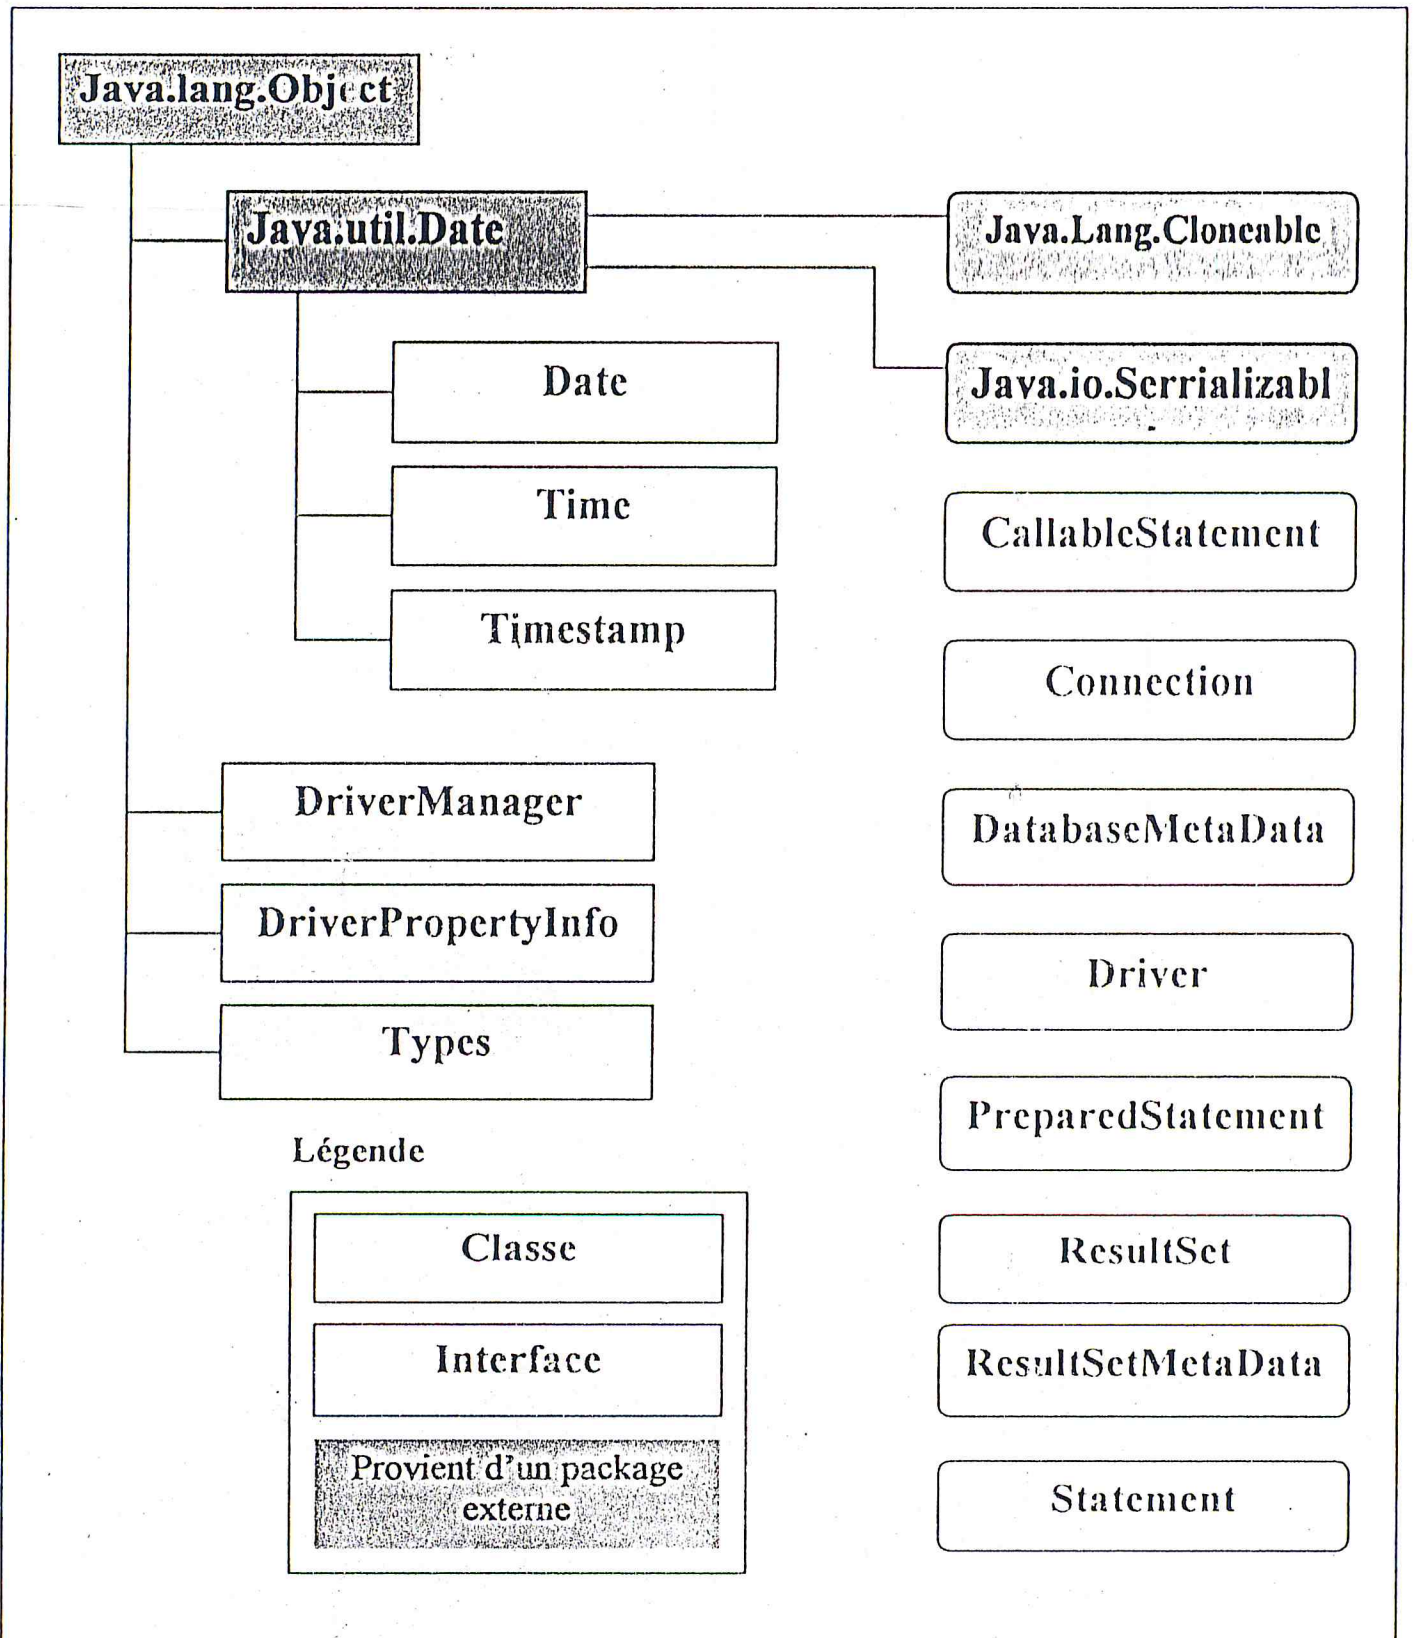 Java.lang.Object
Java.util.Date
Java.Lang.Cloneable
Date
Java.io.Serrializabl
Time
CallableStatement
Timestamp
Connection
DriverManager
DatabaseMetaData
DriverPropertyInfo
Driver
Types
PreparedStatement
Légende
Classe
ResultSet
Interface
ResultSetMetaData
Provient d'un package
externe
Statement